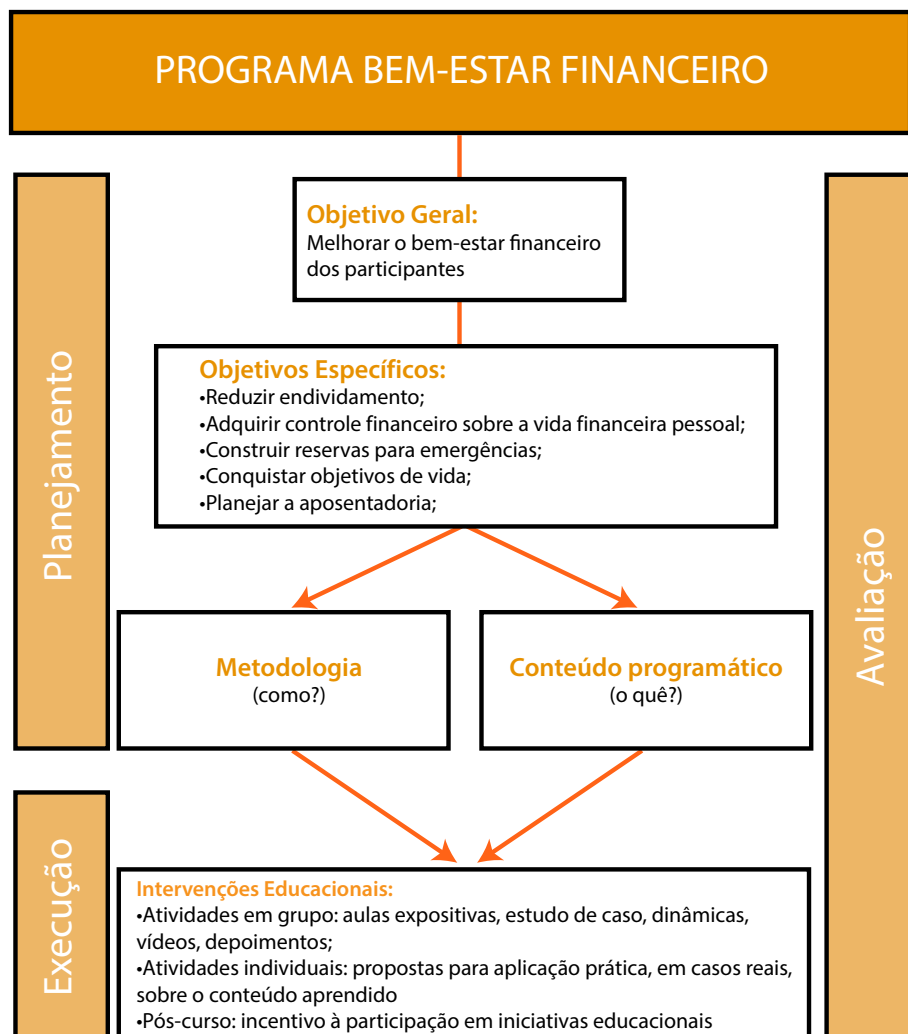 PROGRAMA BEM-ESTAR FINANCEIRO
Objetivo Geral:
Melhorar o bem-estar financeiro
dos participantes
Planejamento
Objetivos Específicos:
•Reduzir endividamento;
•Adquirir controle financeiro sobre a vida financeira pessoal;
•Construir reservas para emergências;
•Conquistar objetivos de vida;
•Planejar a aposentadoria;
Avaliação
Metodologia
(como?)
Conteúdo programático
(o quê?)
Execução
Intervenções Educacionais:
•Atividades em grupo: aulas expositivas, estudo de caso, dinâmicas,
vídeos, depoimentos;
•Atividades individuais: propostas para aplicação prática, em casos reais,
sobre o conteúdo aprendido
•Pós-curso: incentivo à participação em iniciativas educacionais